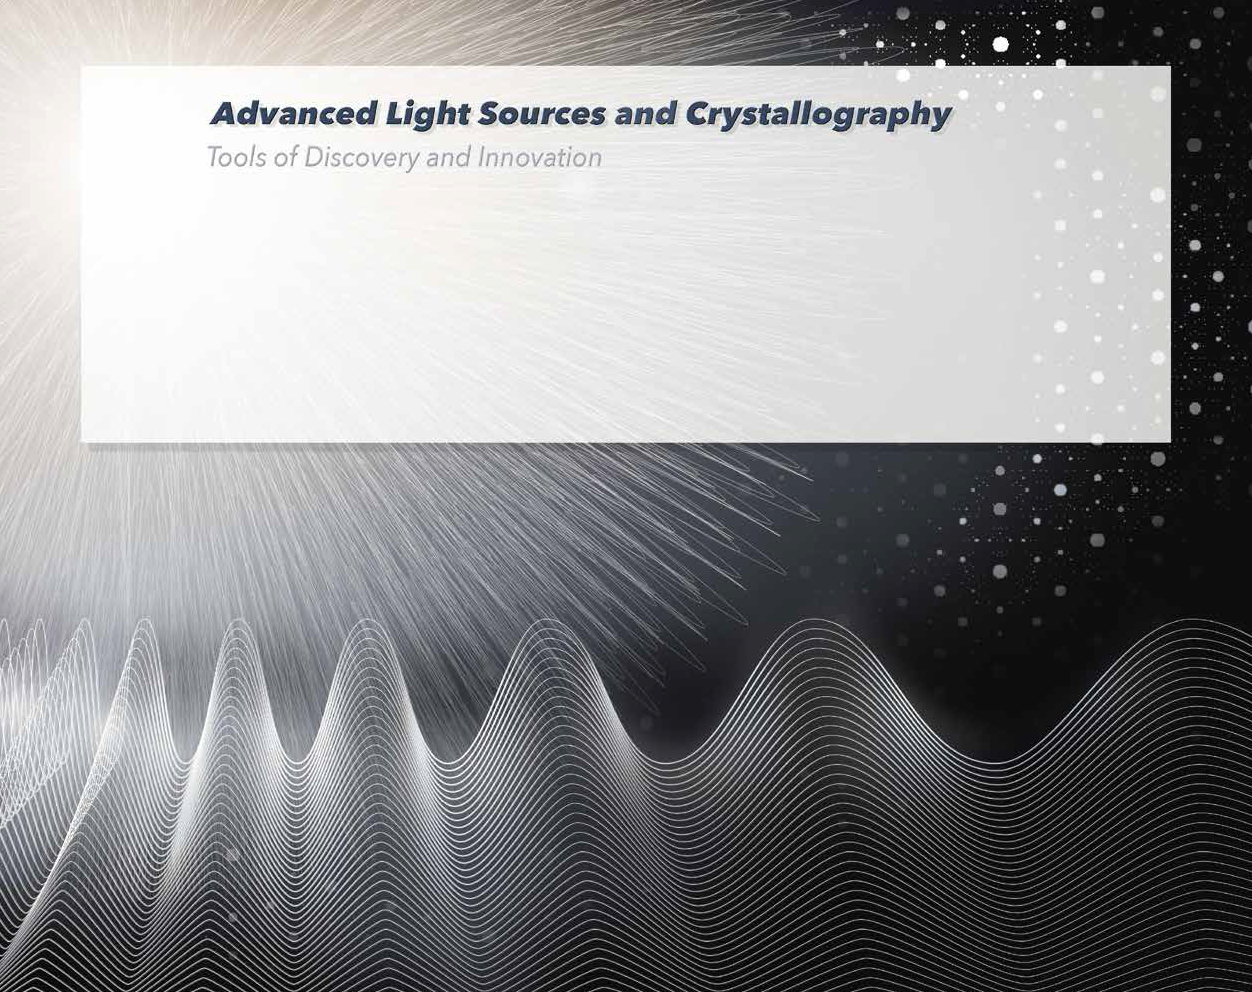 Advanced Light Sources and Crystallography
Tools of Discovery and Innovation